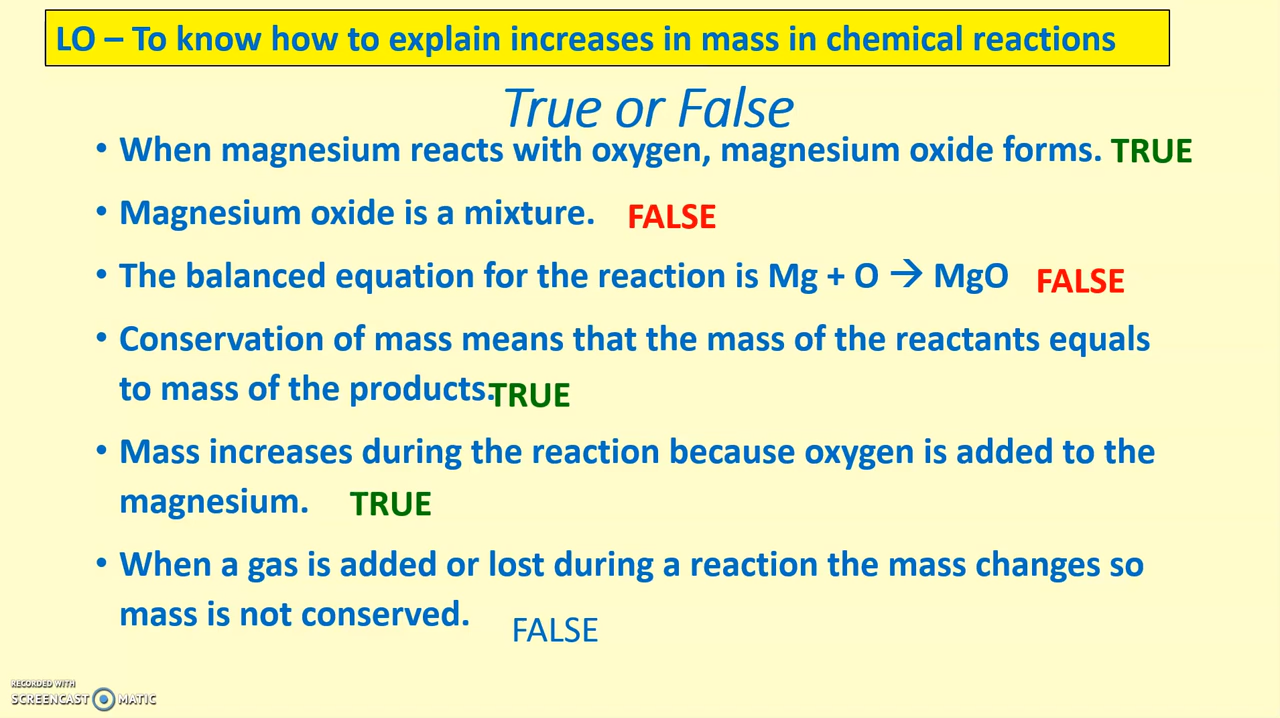 LO – To know how to explain increases in mass in chemical reactions
True or False
• When magnesium reacts with oxygen, magnesium oxide forms. TRUE
• Magnesium oxide is a mixture. FALSE
• The balanced equation for the reaction is Mg + O → MgO FALSE
• Conservation of mass means that the mass of the reactants equals
to mass of the products. TRUE
• Mass increases during the reaction because oxygen is added to the
magnesium. TRUE
• When a gas is added or lost during a reaction the mass changes so
mass is not conserved. FALSE
RECORDED WITH
SCREENCAST MATIC